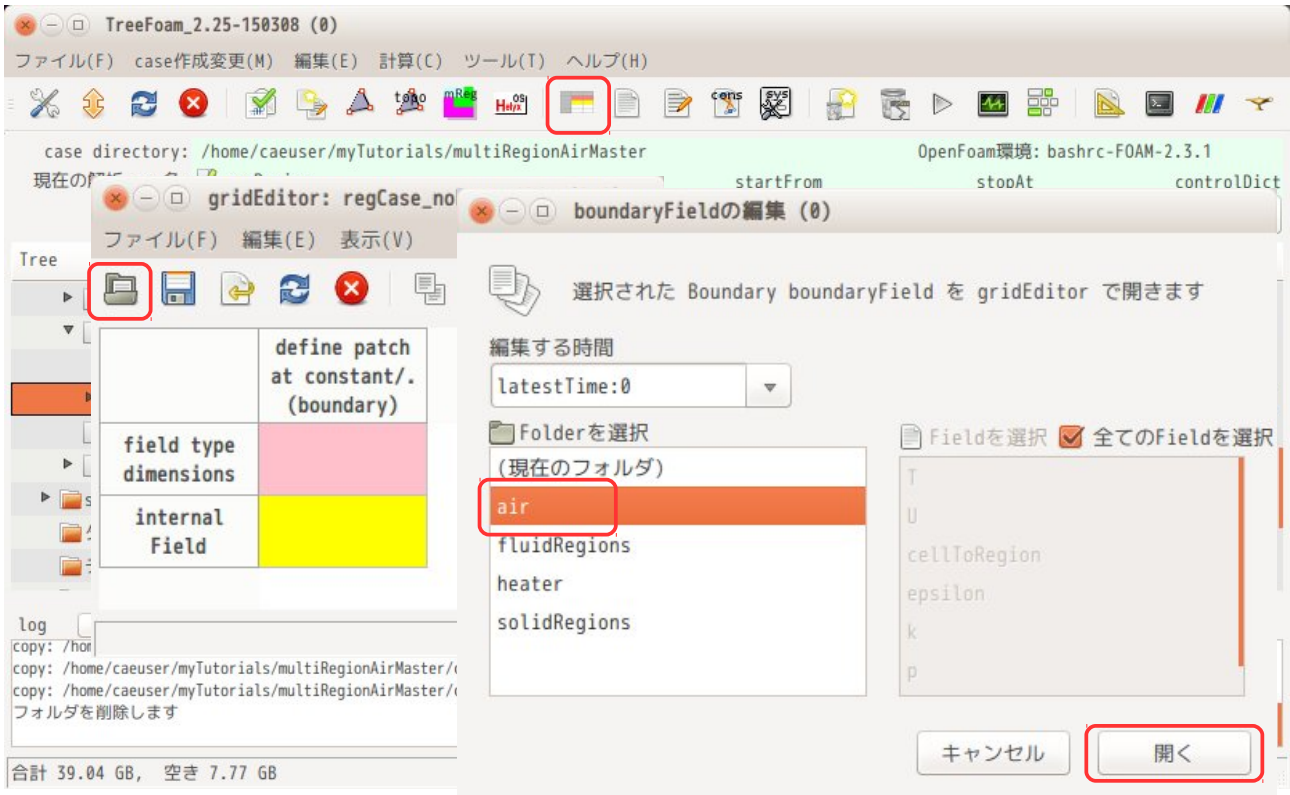 TreeFoam_2.25-150308 (0)
ファイル(F) case作成変更(M) 編集(E) 計算(C) ツール(T) ヘルプ(H)
topo mReg Helyx OS cons sys
case directory: /home/caeuser/myTutorials/multiRegionAirMaster OpenFoam環境: bashrc-FOAM-2.3.1
現在の startFrom stopAt controlDict
gridEditor: regCase_no
ファイル(F) 編集(E) 表示(V)
Tree
define patch
at constant/.
(boundary)
field type
dimensions
internal
Field
boundaryFieldの編集 (0)
選択された Boundary boundaryField を gridEditor で開きます
編集する時間
latestTime:0
Folderを選択
(現在のフォルダ)
air
fluidRegions
heater
solidRegions
Fieldを選択 全てのFieldを選択
T
U
cellToRegion
epsilon
k
p
キャンセル 開く
log
copy: /hom
copy: /home/caeuser/myTutorials/multiRegionAirMaster/
copy: /home/caeuser/myTutorials/multiRegionAirMaster/
フォルダを削除します
合計 39.04 GB, 空き 7.77 GB